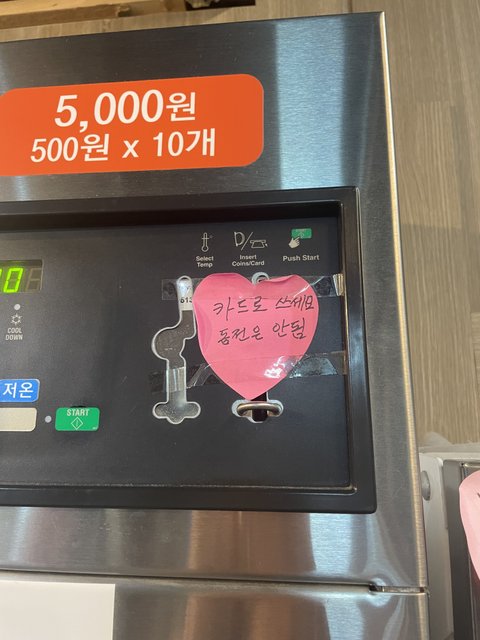 5,000원
500원 x 10개
Select
Temp
Insert
Coins/Card
Push Start
카드로 쓰세요
동전은 안됨
COOL
DOWN
저온
START